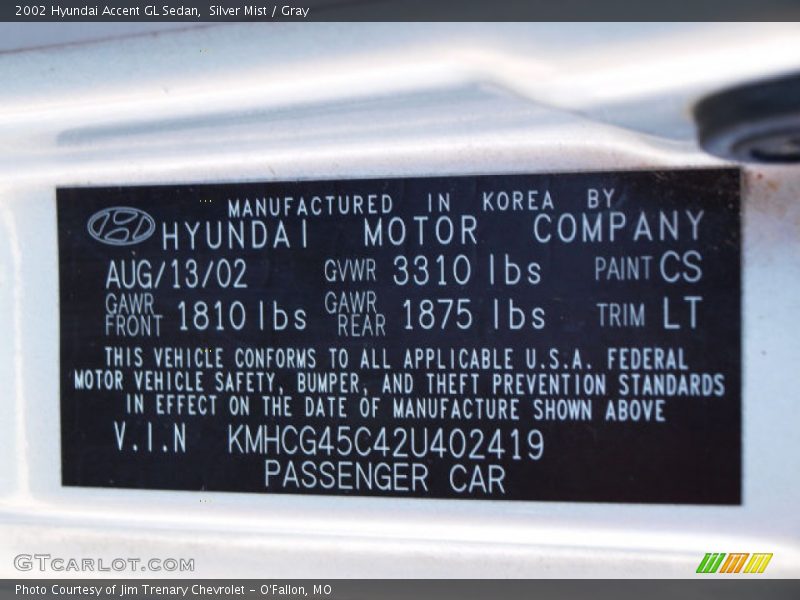 2002 Hyundai Accent GL Sedan,  Silver Mist / Gray
MANUFACTURED IN KOREA BY
HYUNDAI MOTOR COMPANY
AUG/13/02 GVWR 3310 lbs PAINT CS
GAWR FRONT 1810 lbs GAWR REAR 1875 lbs TRIM LT
THIS VEHICLE CONFORMS TO ALL APPLICABLE U.S.A. FEDERAL
MOTOR VEHICLE SAFETY, BUMPER, AND THEFT PREVENTION STANDARDS
IN EFFECT ON THE DATE OF MANUFACTURE SHOWN ABOVE
V.I.N KMHCG45C42U402419
PASSENGER CAR
GTCARLOT.COM
Photo Courtesy of Jim Trenary Chevrolet - O'Fallon, MO